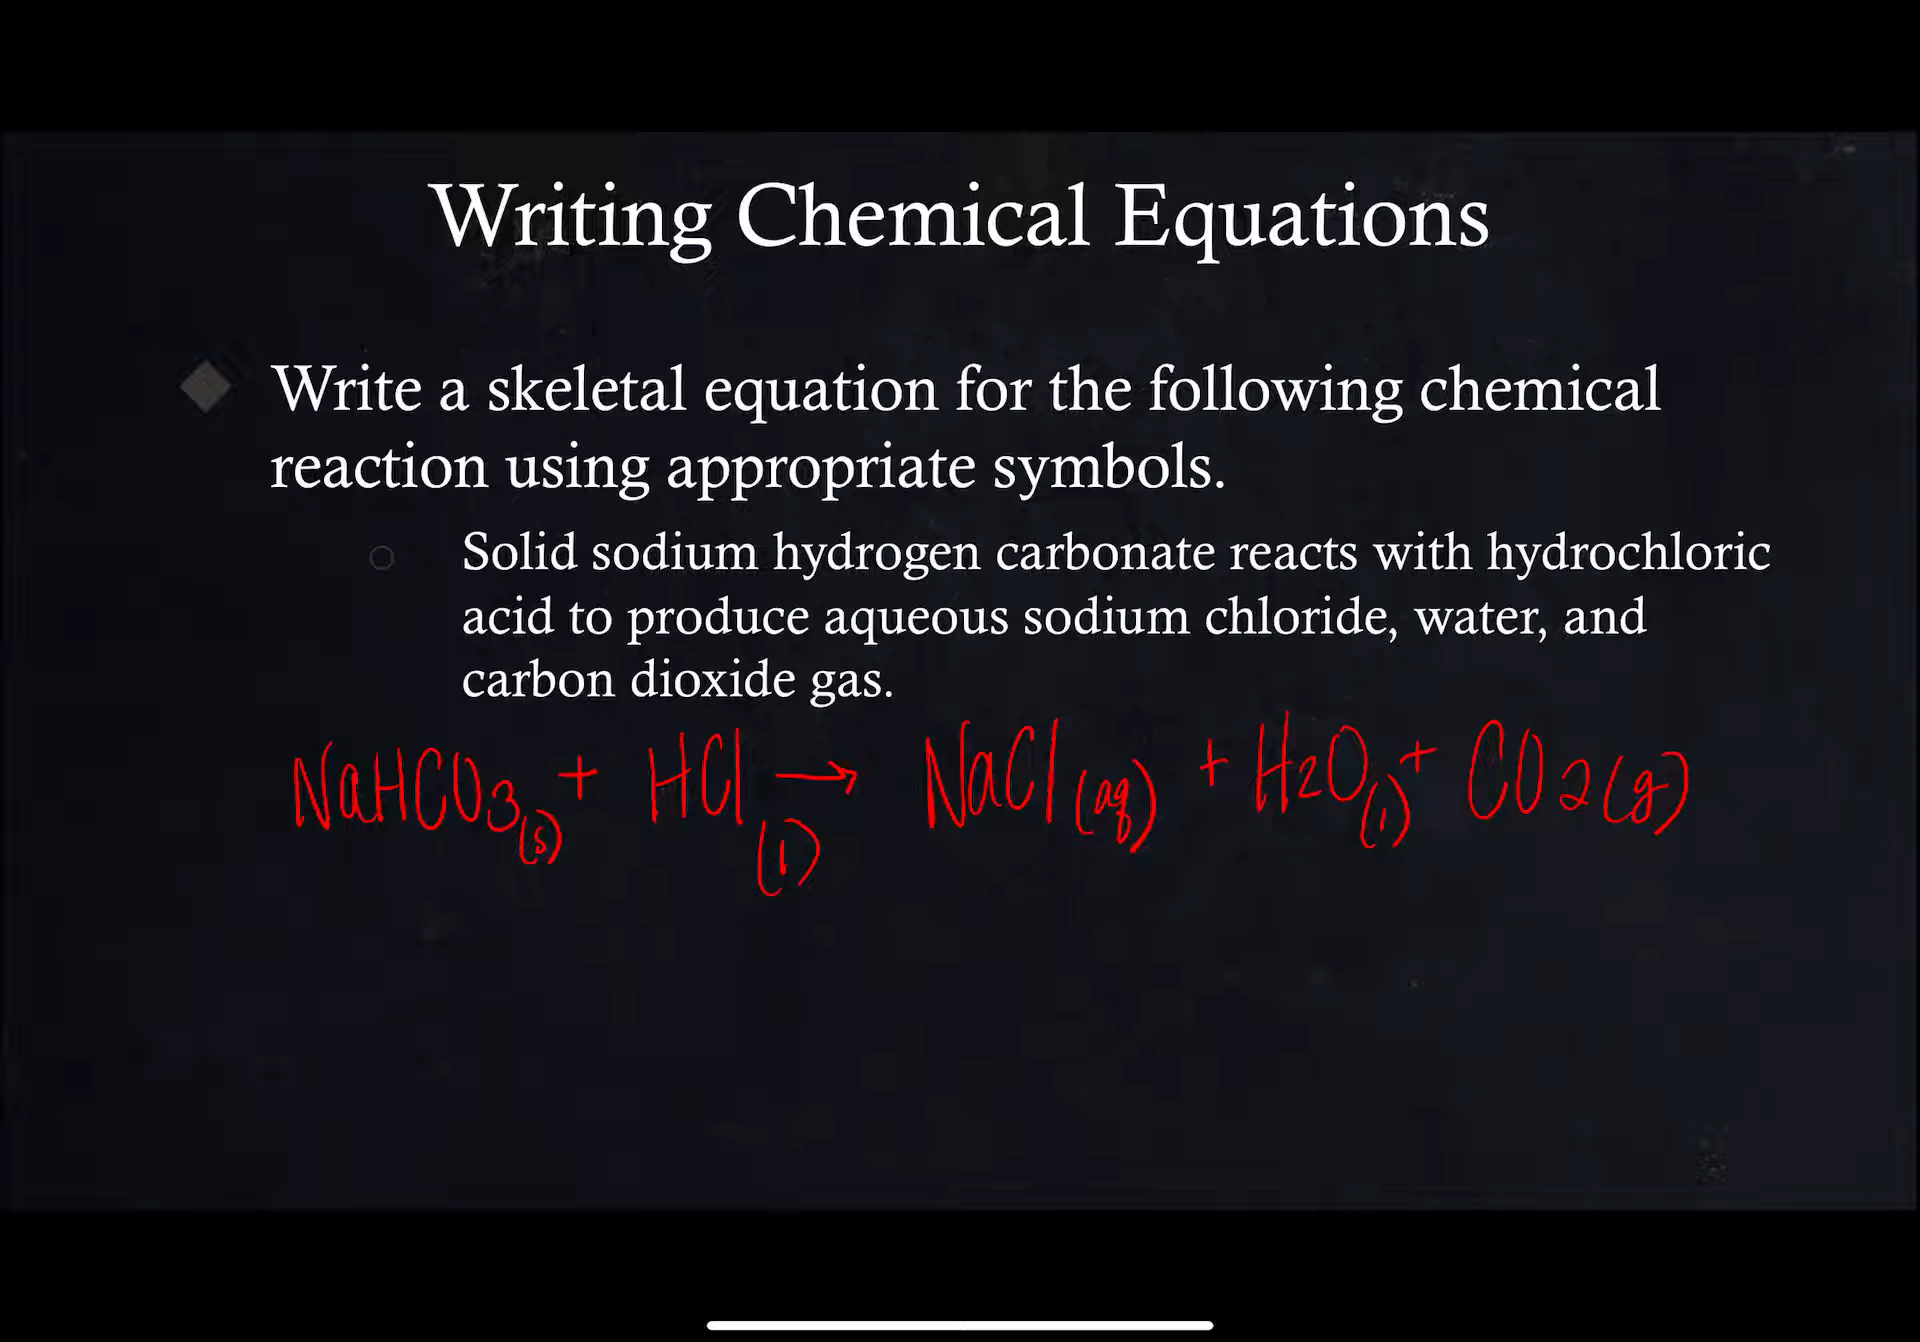 Writing Chemical Equations
Write a skeletal equation for the following chemical
reaction using appropriate symbols.
Solid sodium hydrogen carbonate reacts with hydrochloric
acid to produce aqueous sodium chloride, water, and
carbon dioxide gas.
NaHCO3(s) + HCl(l) → NaCl(aq) + H2O(l) + CO2(g)